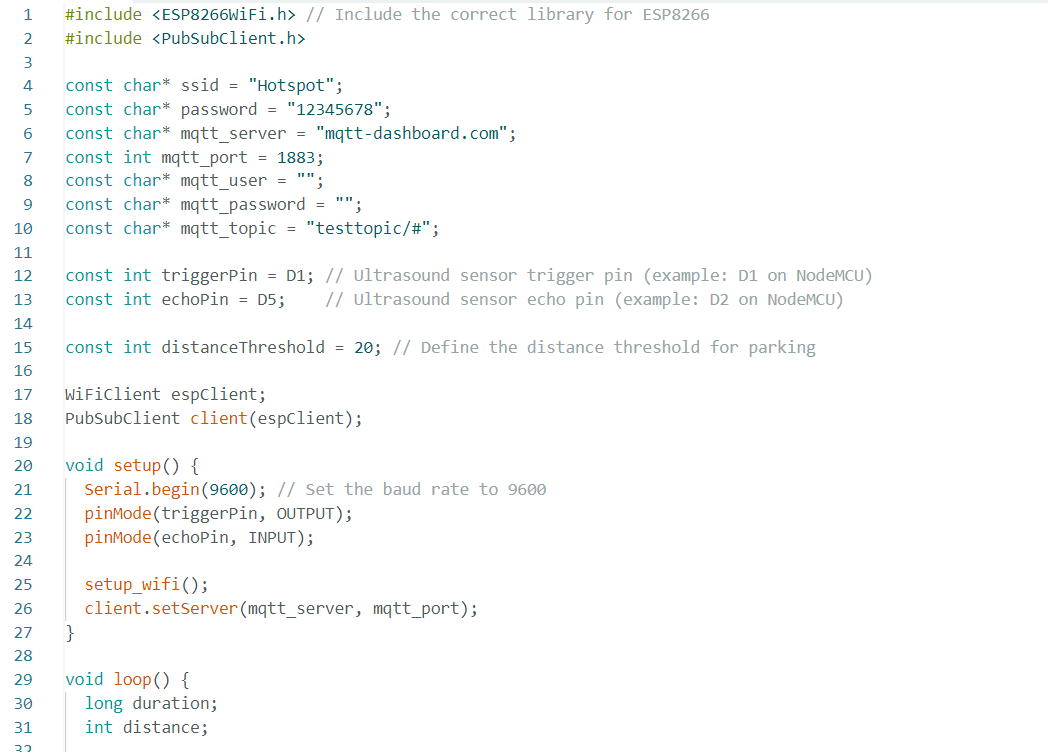 1 #include <ESP8266WiFi.h> // Include the correct library for ESP8266
2 #include <PubSubClient.h>
3
4 const char* ssid = "Hotspot";
5 const char* password = "12345678";
6 const char* mqtt_server = "mqtt-dashboard.com";
7 const int mqtt_port = 1883;
8 const char* mqtt_user = "";
9 const char* mqtt_password = "";
10 const char* mqtt_topic = "testtopic/#";
11
12 const int triggerPin = D1; // Ultrasound sensor trigger pin (example: D1 on NodeMCU)
13 const int echoPin = D5;    // Ultrasound sensor echo pin (example: D2 on NodeMCU)
14
15 const int distanceThreshold = 20; // Define the distance threshold for parking
16
17 WiFiClient espClient;
18 PubSubClient client(espClient);
19
20 void setup() {
21   Serial.begin(9600); // Set the baud rate to 9600
22   pinMode(triggerPin, OUTPUT);
23   pinMode(echoPin, INPUT);
24
25   setup_wifi();
26   client.setServer(mqtt_server, mqtt_port);
27 }
28
29 void loop() {
30   long duration;
31   int distance;
32